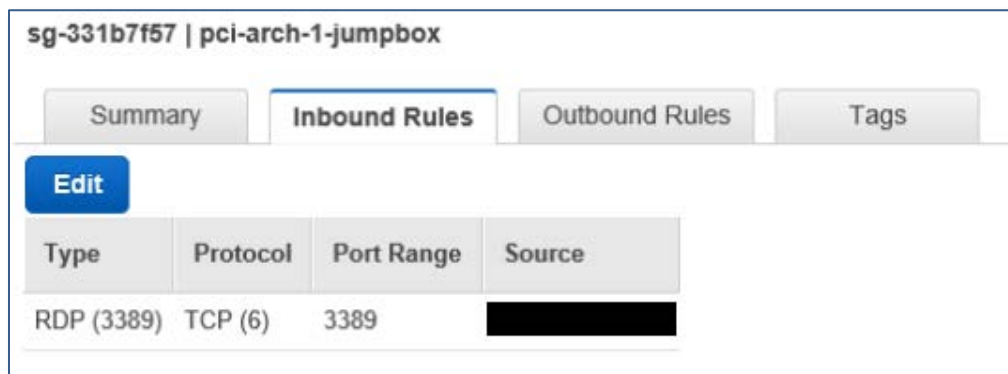 sg-331b7f57 | pci-arch-1-jumpbox
Summary Inbound Rules Outbound Rules Tags
Edit
Type Protocol Port Range Source
RDP (3389) TCP (6) 3389